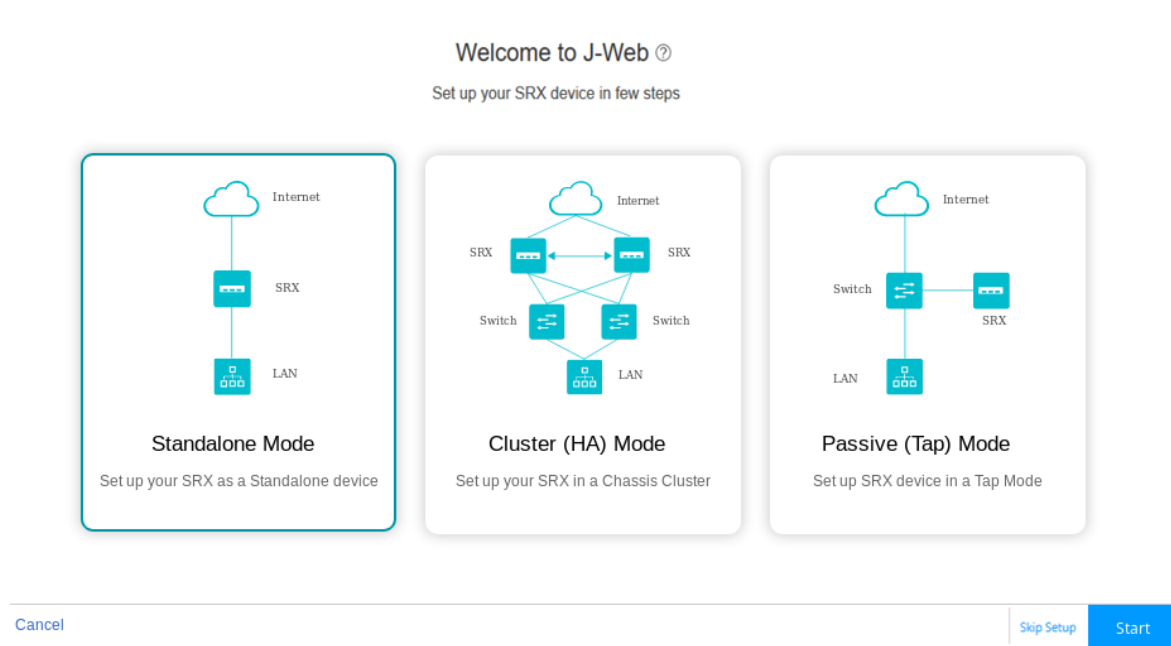 Welcome to J-Web ?
Set up your SRX device in few steps
Internet
SRX
LAN
Standalone Mode
Set up your SRX as a Standalone device
Internet
SRX
SRX
Switch
Switch
LAN
Cluster (HA) Mode
Set up your SRX in a Chassis Cluster
Internet
Switch
SRX
LAN
Passive (Tap) Mode
Set up SRX device in a Tap Mode
Cancel
Skip Setup
Start